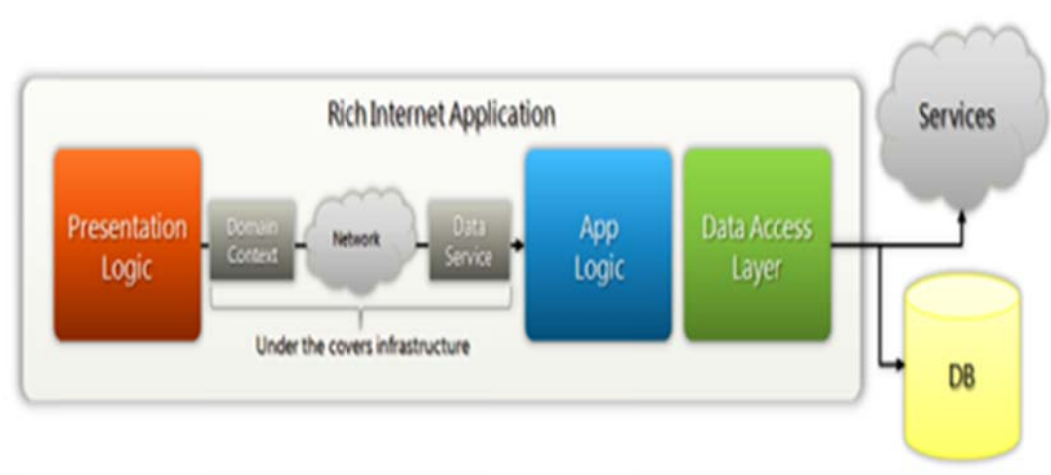 Rich Internet Application
Services
Presentation
Logic
Domain
Context
Network
Data
Service
App
Logic
Data Access
Layer
Under the covers infrastructure
DB